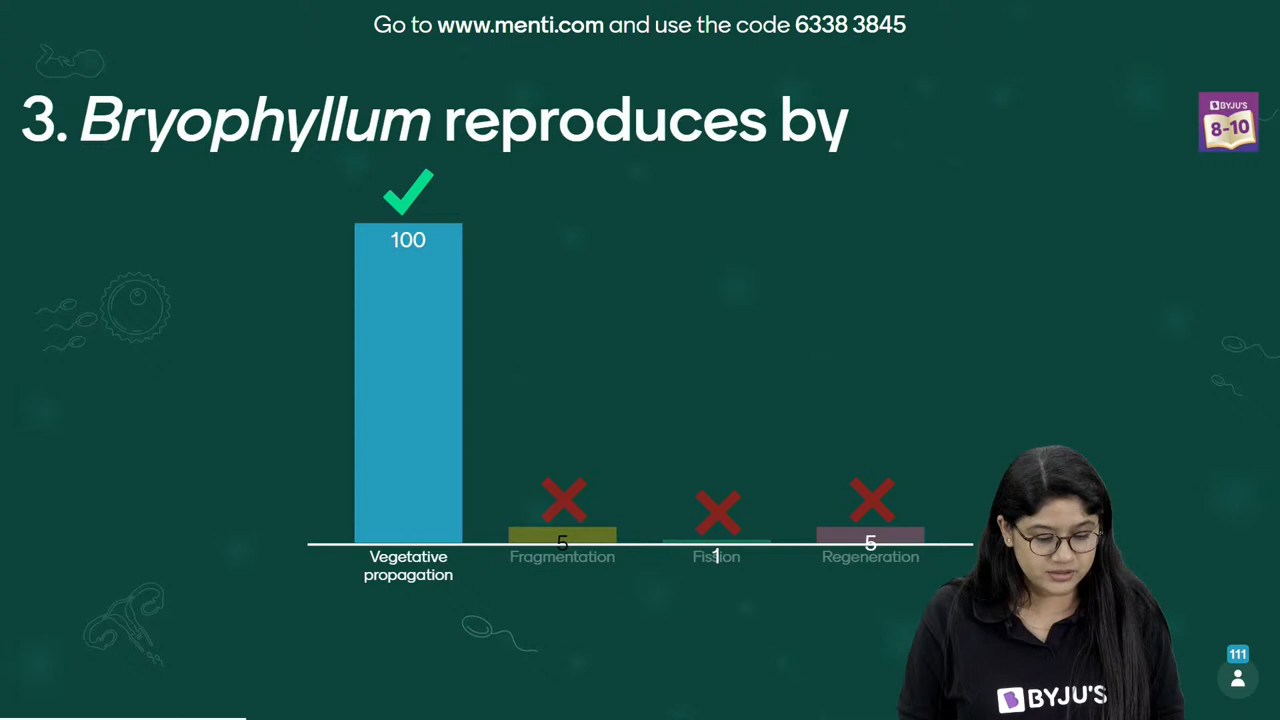 Go to www.menti.com and use the code 6338 3845
3. Bryophyllum reproduces by
BYJU'S
8-10
100
5
1
5
Vegetative
propagation
Fragmentation
Fission
Regeneration
BYJU'S
111